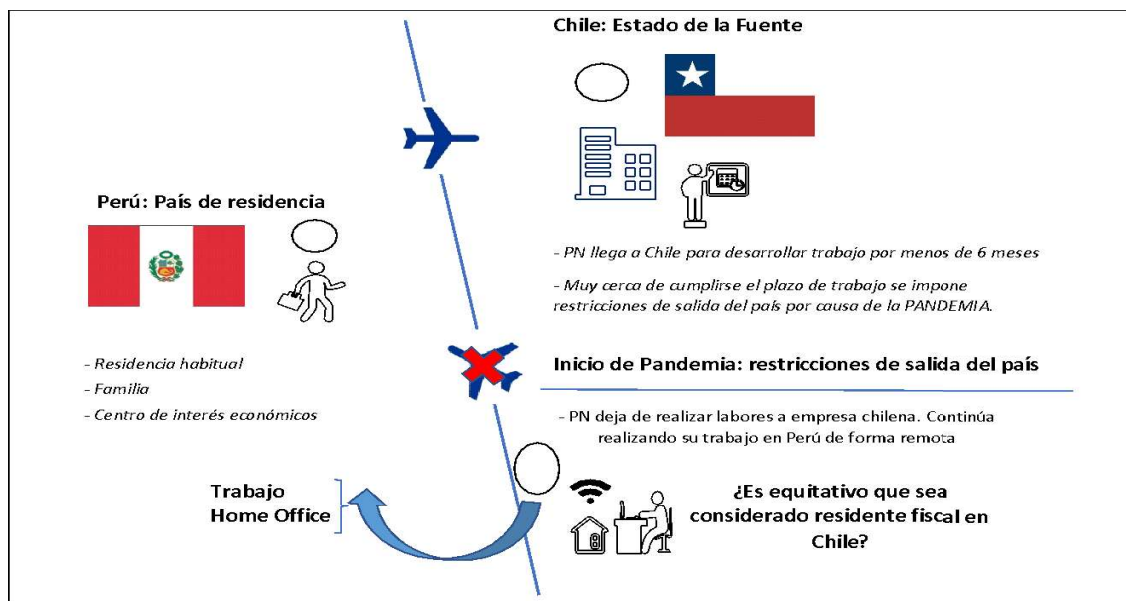 Chile: Estado de la Fuente
Perú: País de residencia
- PN llega a Chile para desarrollar trabajo por menos de 6 meses
- Muy cerca de cumplirse el plazo de trabajo se impone
restricciones de salida del país por causa de la PANDEMIA.
- Residencia habitual
- Familia
- Centro de interés económicos
Inicio de Pandemia: restricciones de salida del país
- PN deja de realizar labores a empresa chilena. Continúa
realizando su trabajo en Perú de forma remota
Trabajo
Home Office
¿Es equitativo que sea
considerado residente fiscal en
Chile?